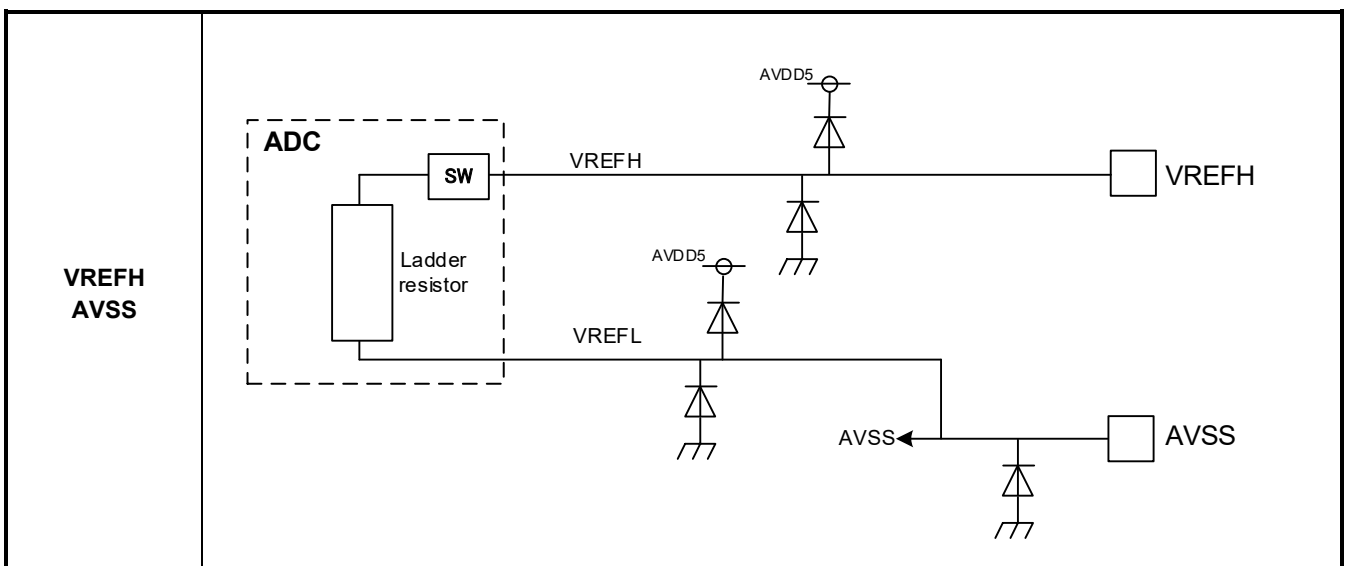 VREFH
AVSS
ADC
SW
Ladder
resistor
VREFH
AVDD5
VREFH
AVDD5
VREFL
AVSS
AVSS